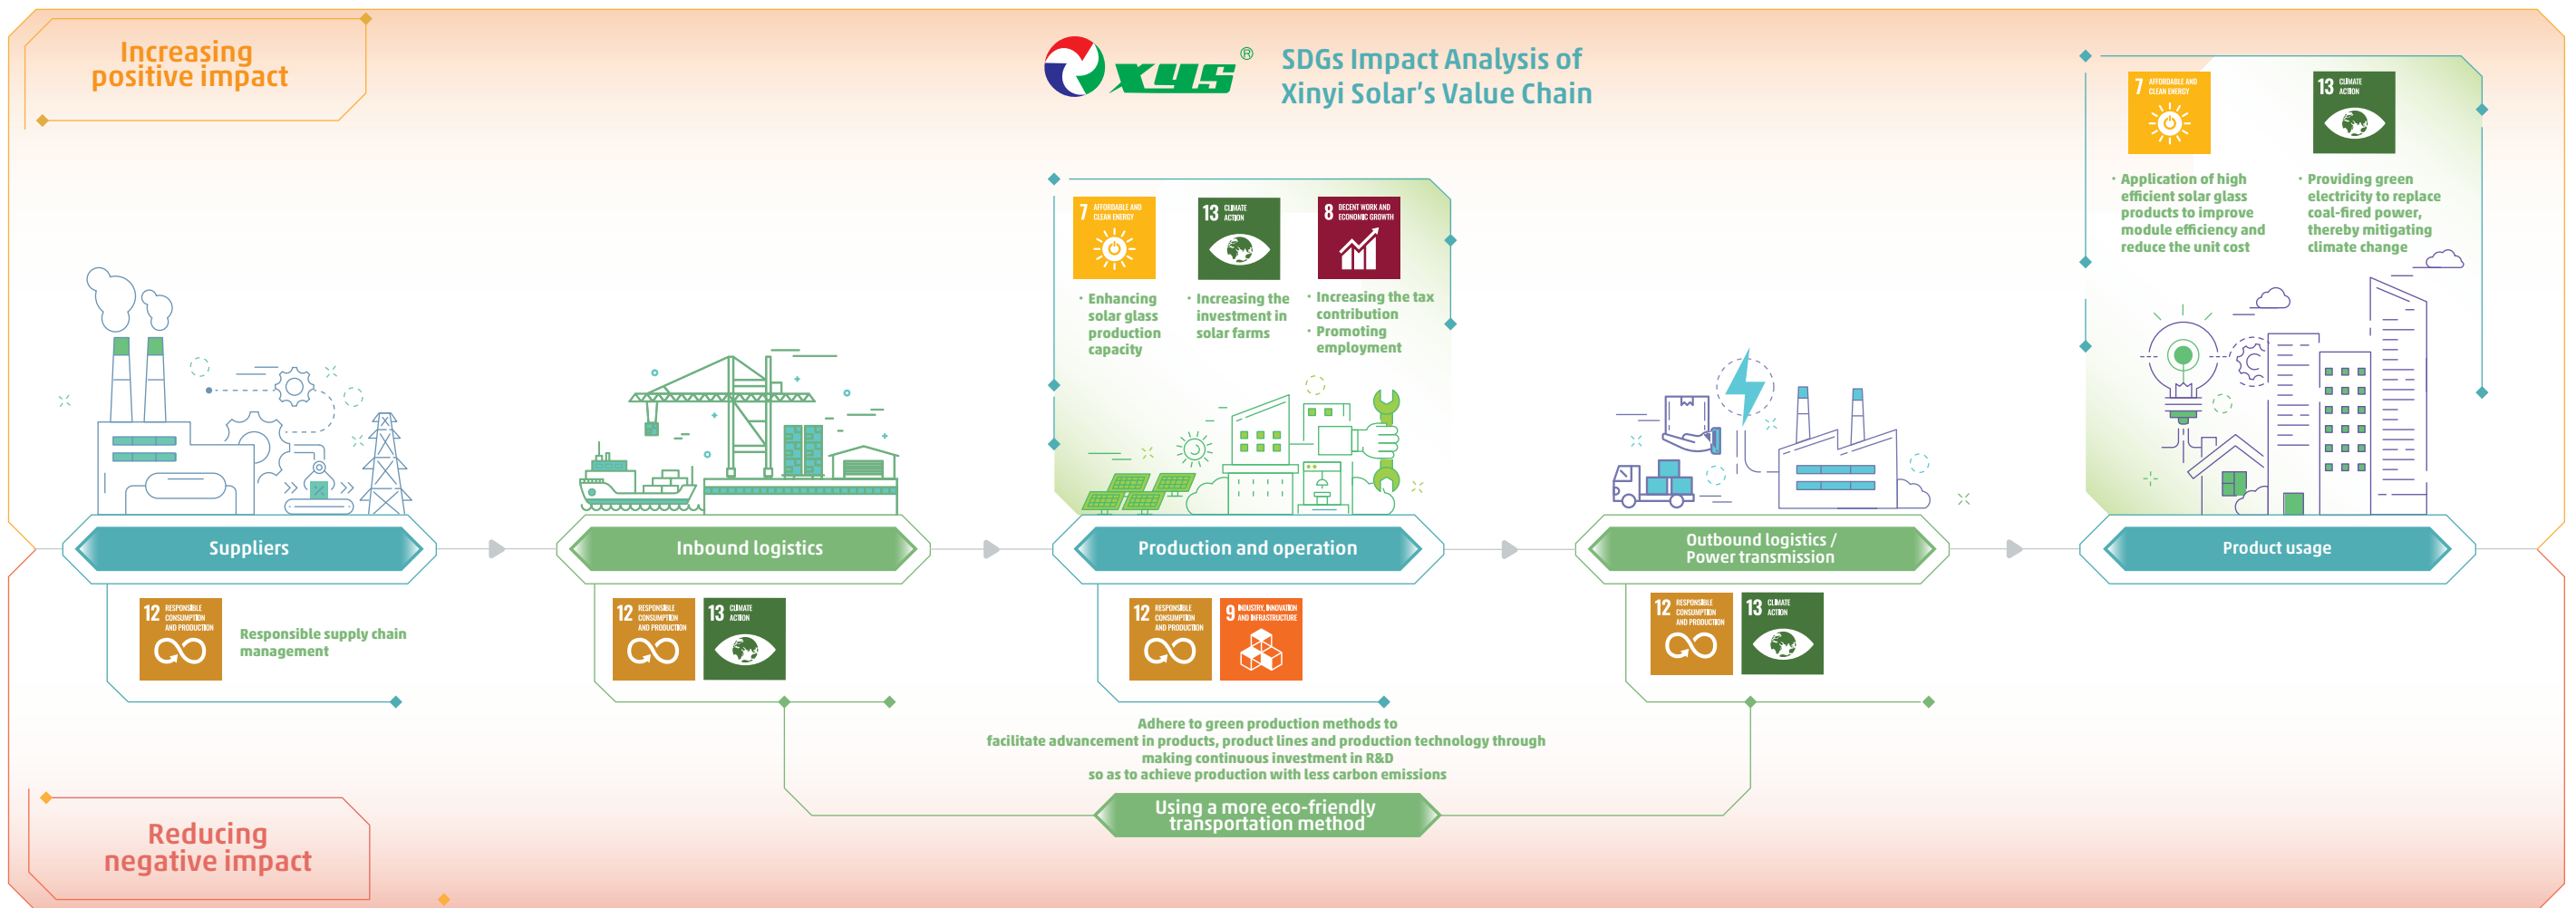 Increasing
positive impact
XYS ®
SDGs Impact Analysis of
Xinyi Solar's Value Chain
7 AFFORDABLE AND
CLEAN ENERGY
13 CLIMATE
ACTION
8 DECENT WORK AND
ECONOMIC GROWTH
· Enhancing
solar glass
production
capacity
· Increasing the
investment in
solar farms
· Increasing the tax
contribution
· Promoting
employment
7 AFFORDABLE AND
CLEAN ENERGY
13 CLIMATE
ACTION
· Application of high
efficient solar glass
products to improve
module efficiency and
reduce the unit cost
· Providing green
electricity to replace
coal-fired power,
thereby mitigating
climate change
Suppliers
Inbound logistics
Production and operation
Outbound logistics /
Power transmission
Product usage
12 RESPONSIBLE
CONSUMPTION
AND PRODUCTION
Responsible supply chain
management
12 RESPONSIBLE
CONSUMPTION
AND PRODUCTION
13 CLIMATE
ACTION
12 RESPONSIBLE
CONSUMPTION
AND PRODUCTION
9 INDUSTRY, INNOVATION
AND INFRASTRUCTURE
12 RESPONSIBLE
CONSUMPTION
AND PRODUCTION
13 CLIMATE
ACTION
Adhere to green production methods to
facilitate advancement in products, product lines and production technology through
making continuous investment in R&D
so as to achieve production with less carbon emissions
Using a more eco-friendly
transportation method
Reducing
negative impact